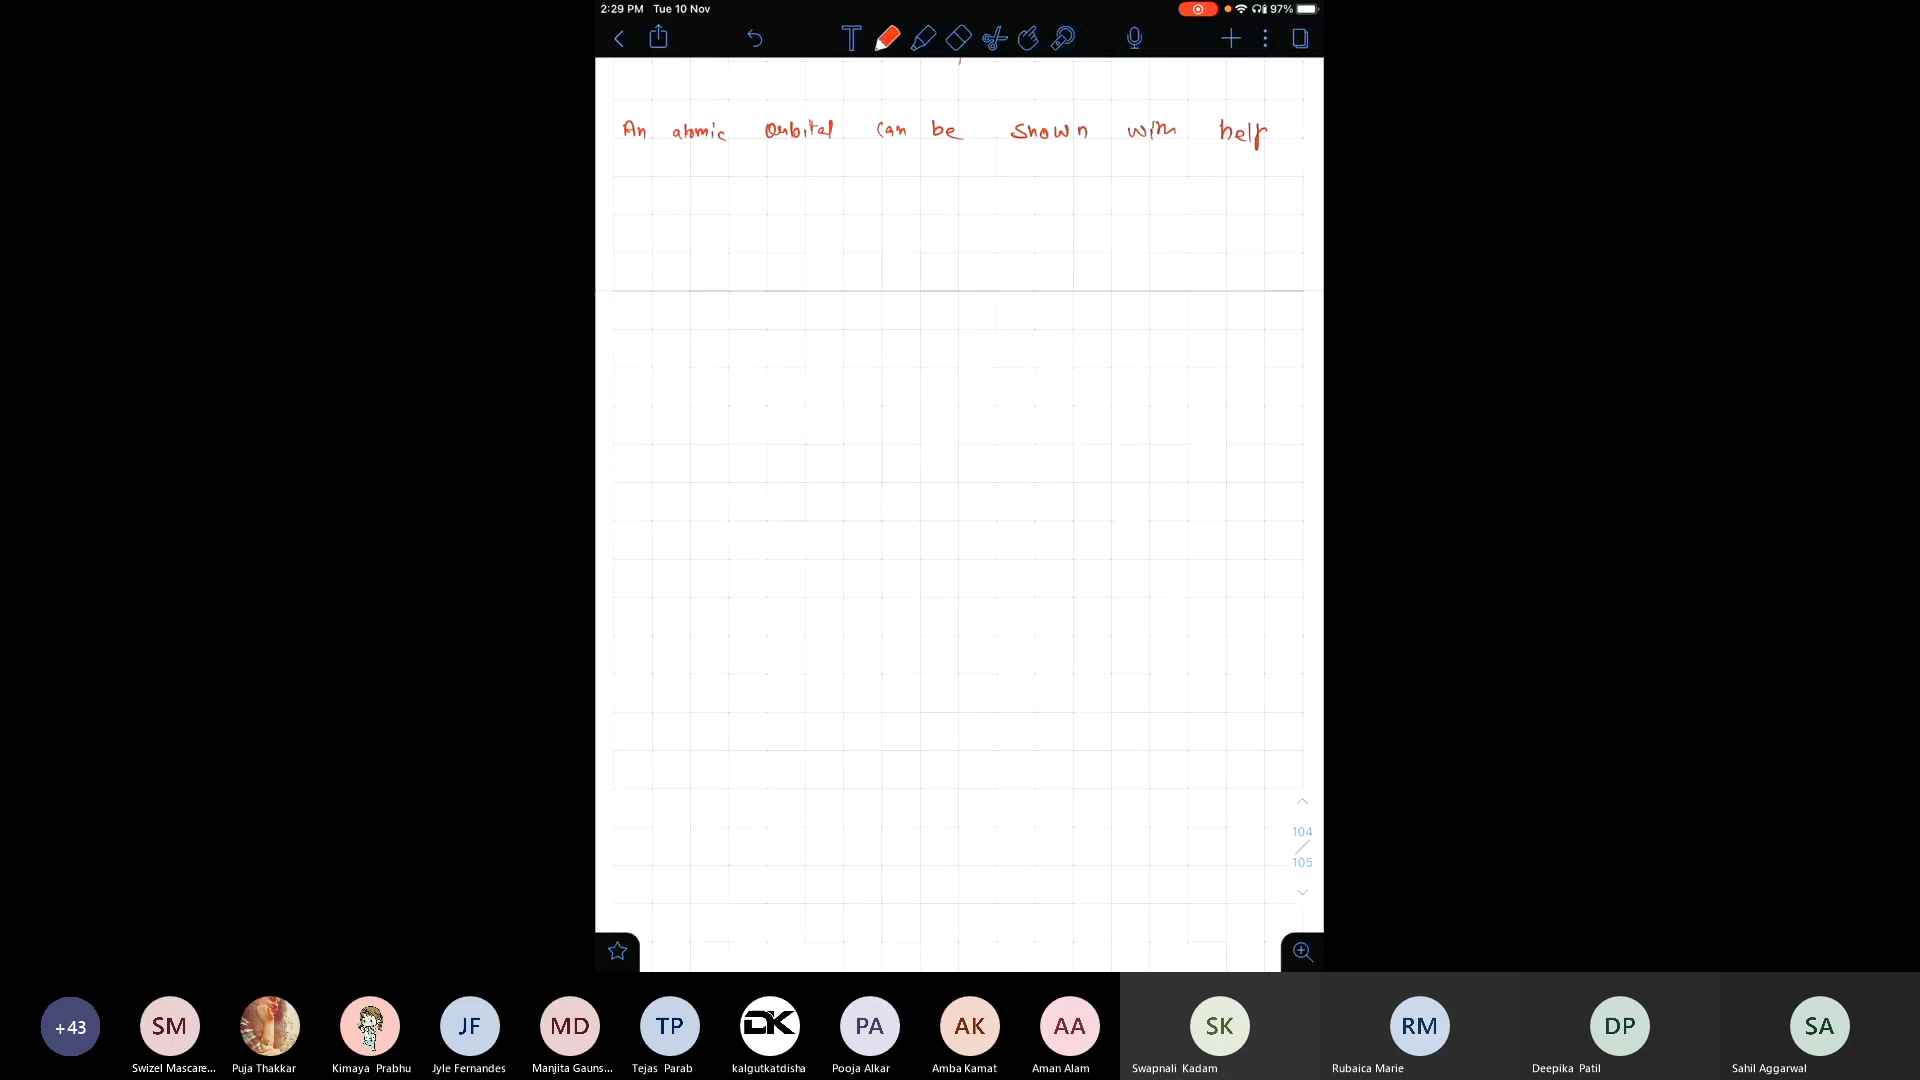 2:29 PM Tue 10 Nov 97%
An atomic orbital can be shown with help
104
105
+43 SM JF MD TP DK PA AK AA SK RM DP SA
Swizel Mascare... Puja Thakkar Kimaya Prabhu Jyle Fernandes Manjita Gauns... Tejas Parab kalgutkatdisha Pooja Alkar Amba Kamat Aman Alam Swapnali Kadam Rubaica Marie Deepika Patil Sahil Aggarwal